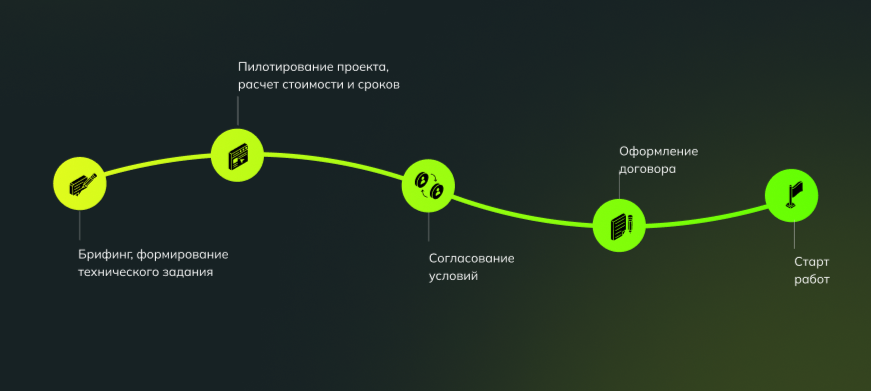 Пилотирование проекта,
расчет стоимости и сроков
Оформление
договора
Брифинг, формирование
технического задания
Согласование
условий
Старт
работ